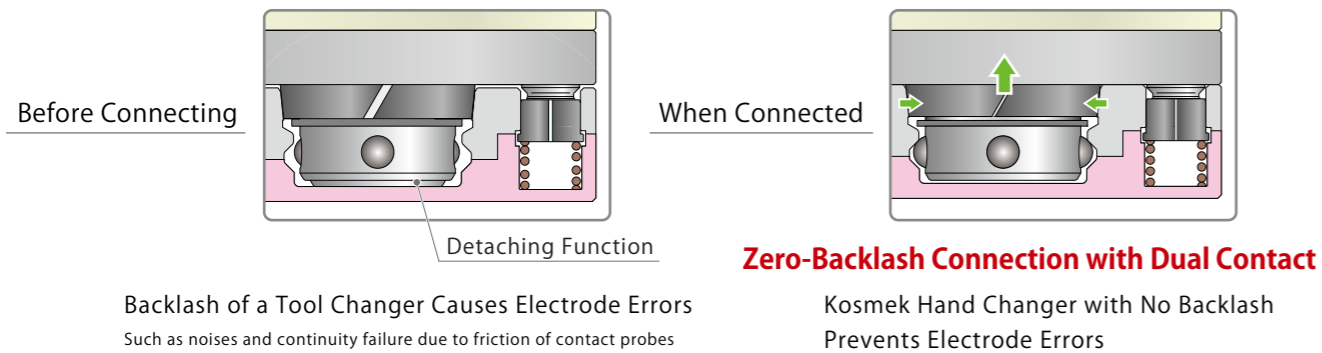 Before Connecting
When Connected
Detaching Function
Zero-Backlash Connection with Dual Contact
Backlash of a Tool Changer Causes Electrode Errors
Such as noises and continuity failure due to friction of contact probes
Kosmek Hand Changer with No Backlash
Prevents Electrode Errors